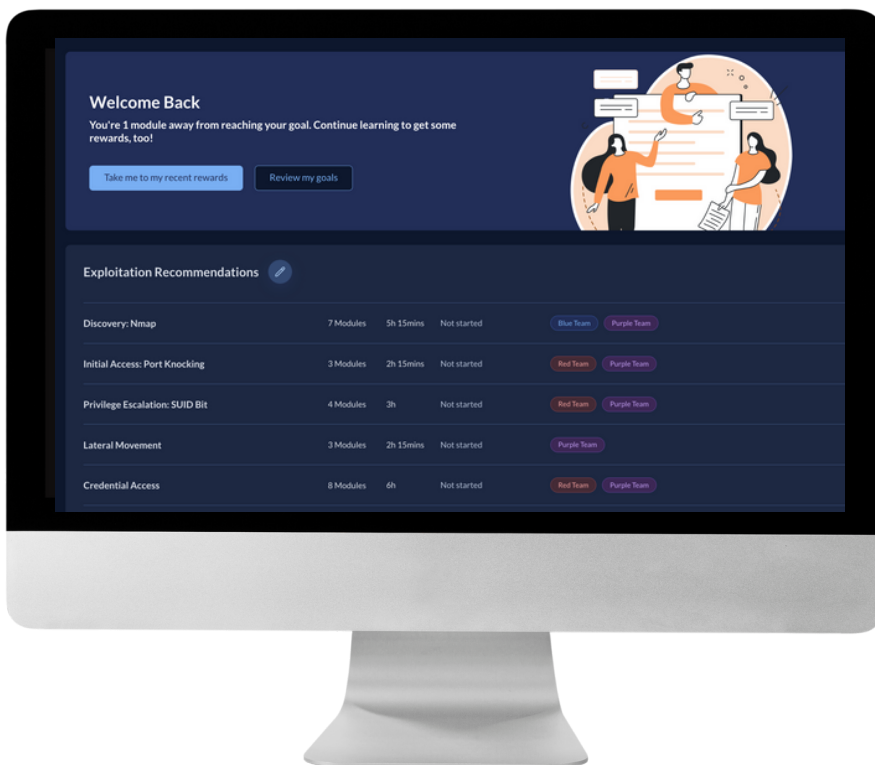 Welcome Back
You're 1 module away from reaching your goal. Continue learning to get some
rewards, too!
Take me to my recent rewards
Review my goals
Exploitation Recommendations
Discovery: Nmap 7 Modules 5h 15mins Not started Blue Team Purple Team
Initial Access: Port Knocking 3 Modules 2h 15mins Not started Red Team Purple Team
Privilege Escalation: SUID Bit 4 Modules 3h Not started Red Team Purple Team
Lateral Movement 3 Modules 2h 15mins Not started Purple Team
Credential Access 8 Modules 6h Not started Red Team Purple Team